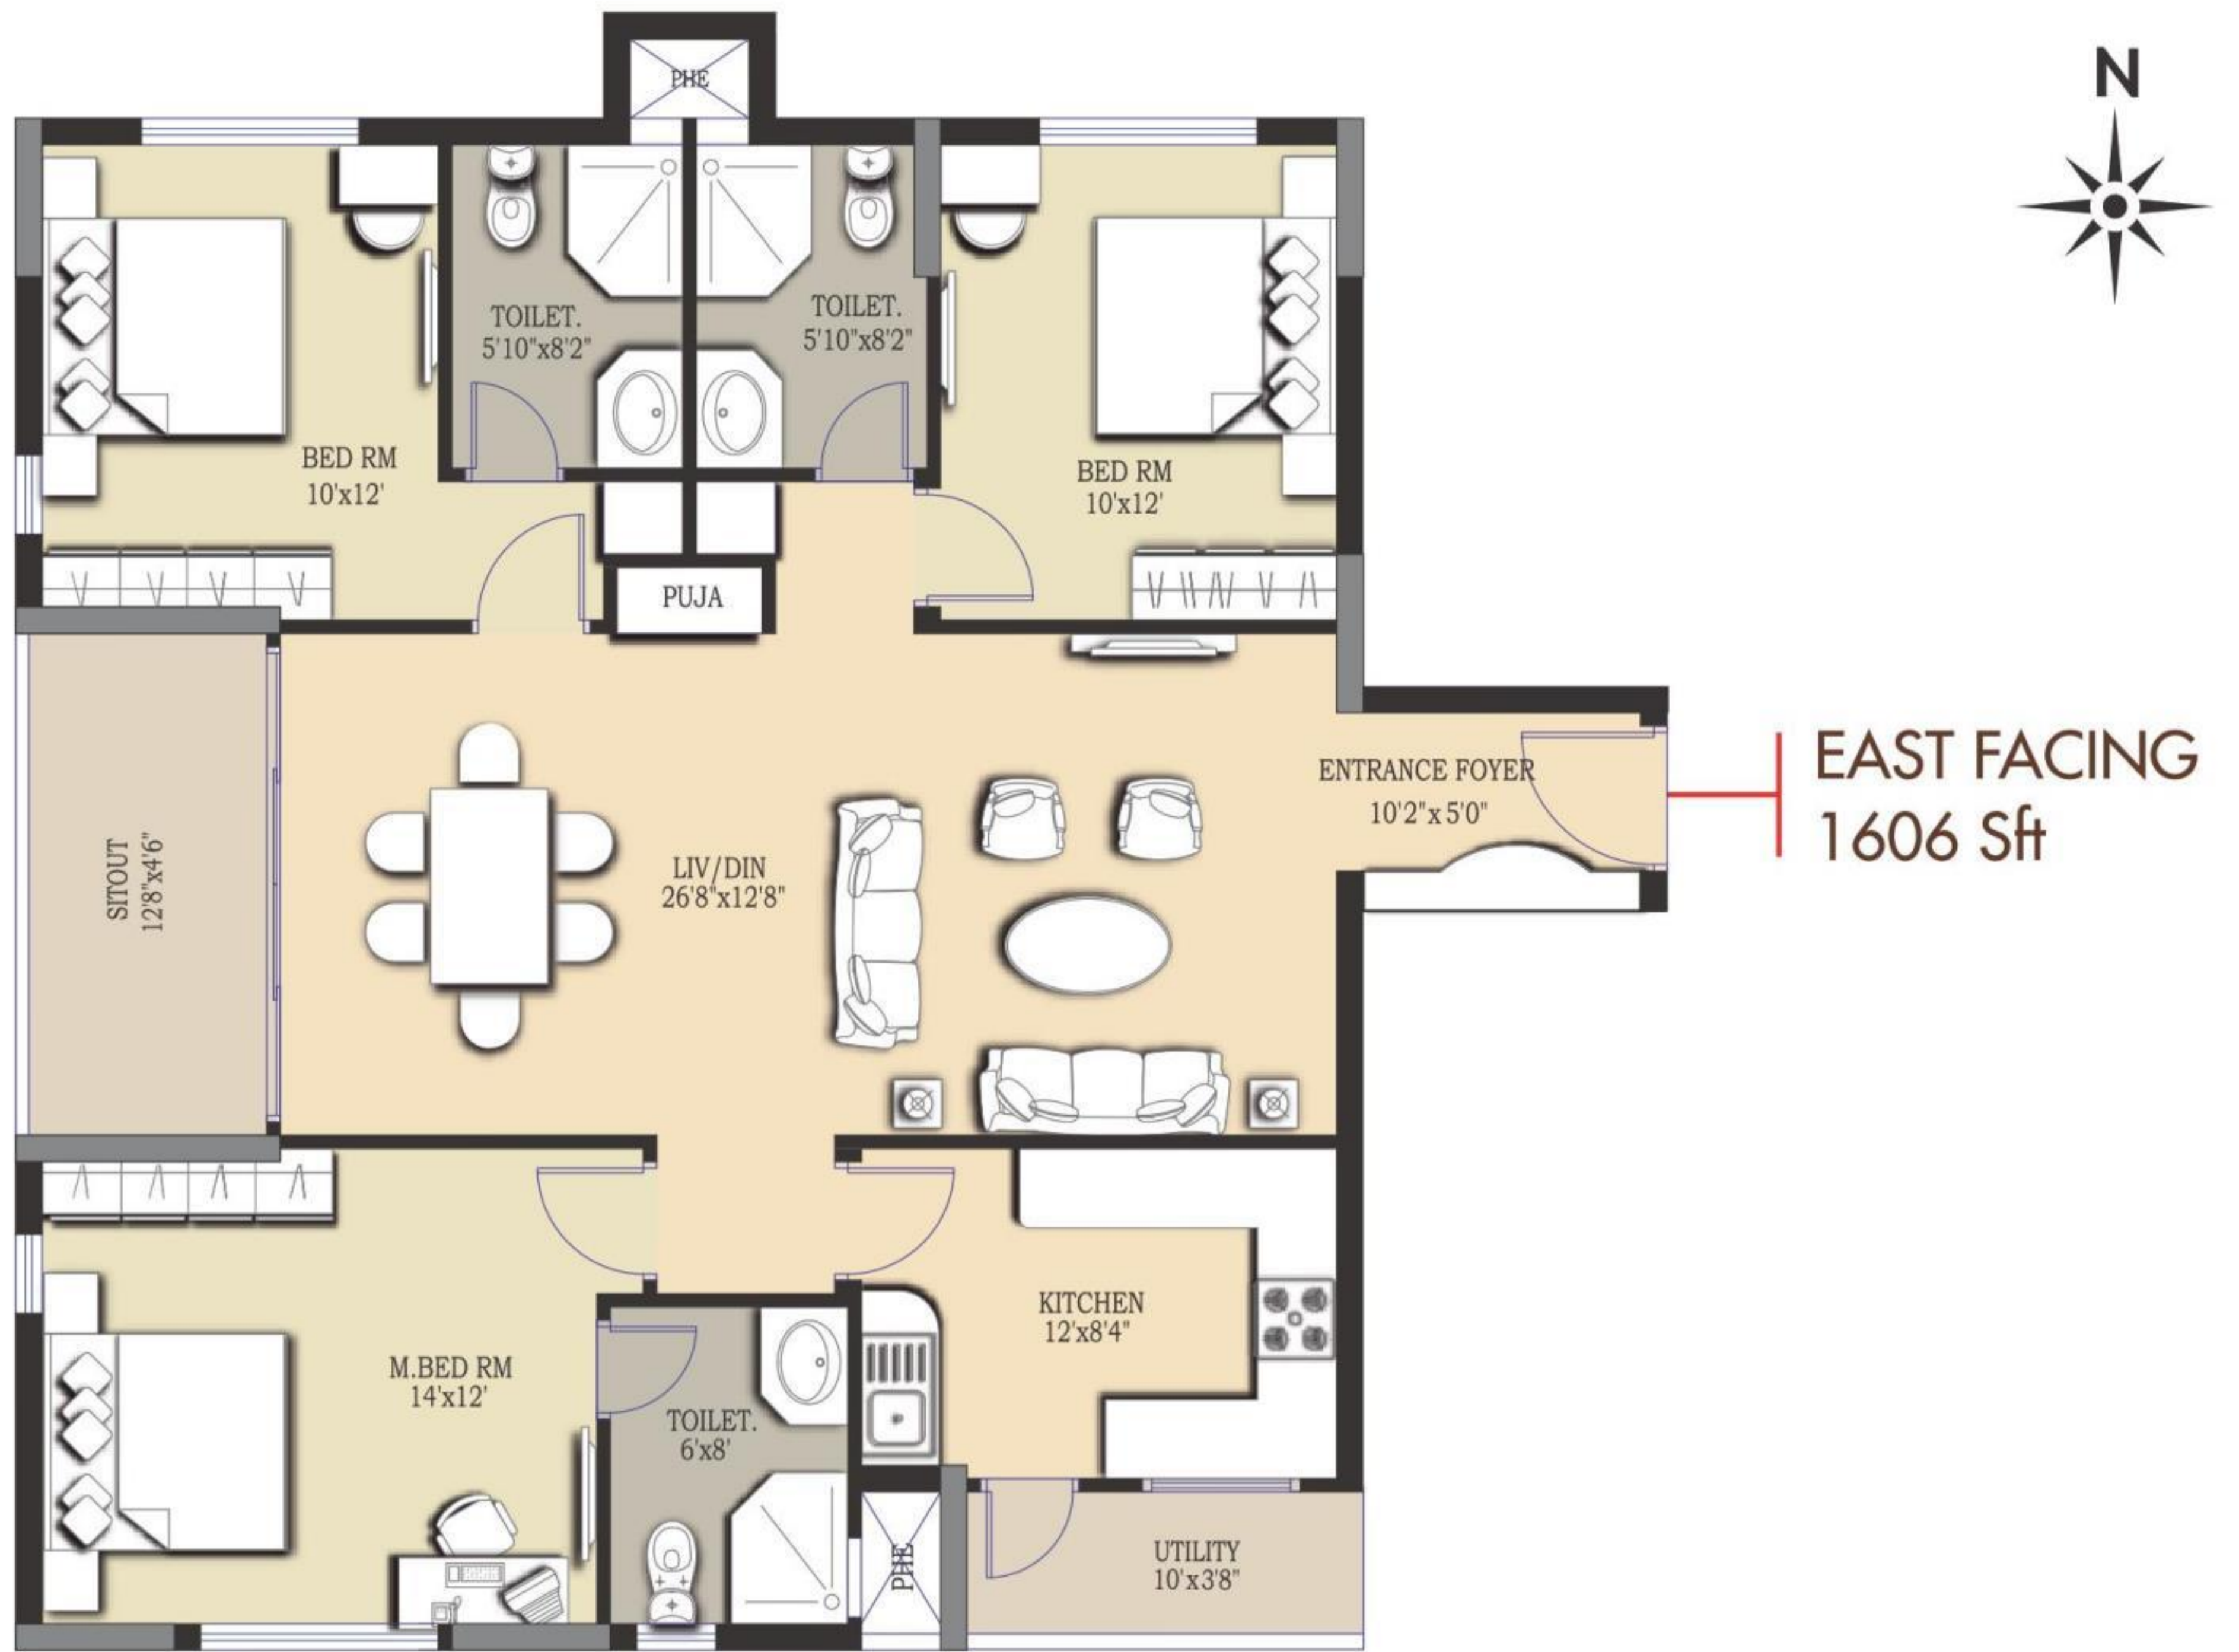 PHE
N
TOILET.
5'10"x8'2"
TOILET.
5'10"x8'2"
BED RM
10'x12'
BED RM
10'x12'
PUJA
ENTRANCE FOYER
10'2"x 5'0"
EAST FACING
1606 Sft
SITOUT
12'8"x4'6"
LIV/DIN
26'8"x12'8"
KITCHEN
12'x8'4"
M.BED RM
14'x12'
TOILET.
6'x8'
PHE
UTILITY
10'x3'8"